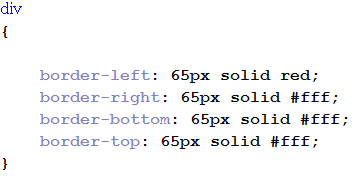 div
{
border-left: 65px solid red;
border-right: 65px solid #fff;
border-bottom: 65px solid #fff;
border-top: 65px solid #fff;
}